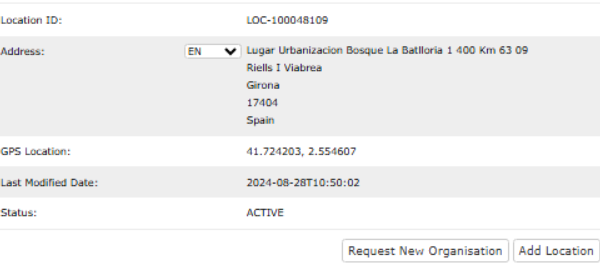 Location ID: LOC-100048109
Address: EN Lugar Urbanizacion Bosque La Batlloria 1 400 Km 63 09
Riells I Viabrea
Girona
17404
Spain
GPS Location: 41.724203, 2.554607
Last Modified Date: 2024-08-28T10:50:02
Status: ACTIVE
Request New Organisation Add Location